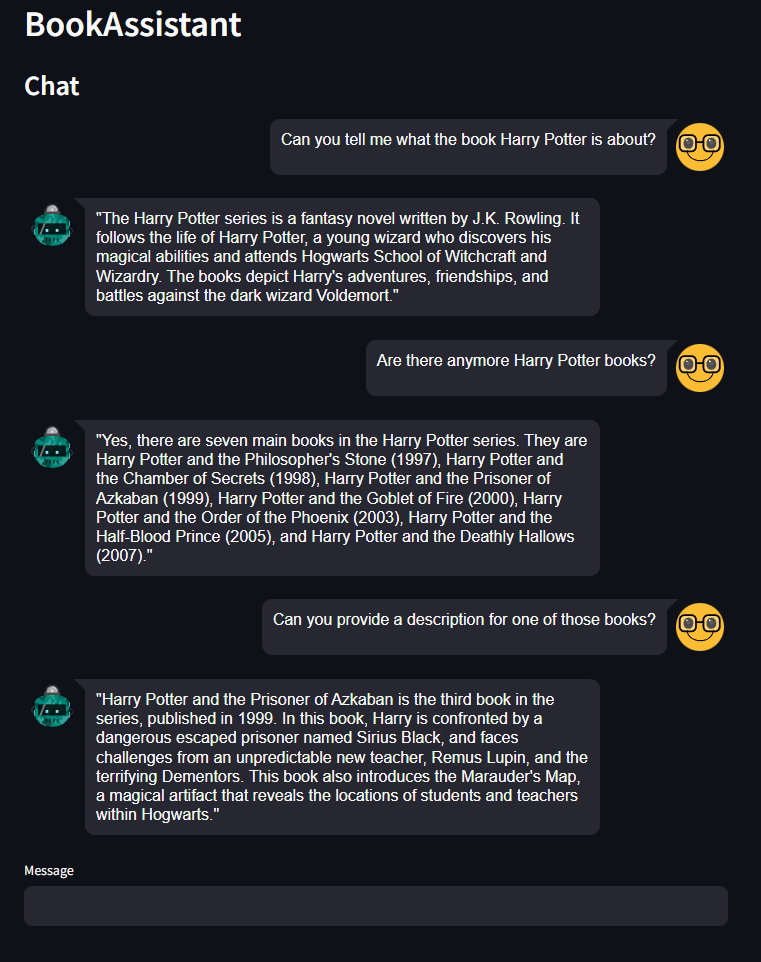 BookAssistant
Chat
Can you tell me what the book Harry Potter is about?
"The Harry Potter series is a fantasy novel written by J.K. Rowling. It
follows the life of Harry Potter, a young wizard who discovers his
magical abilities and attends Hogwarts School of Witchcraft and
Wizardry. The books depict Harry's adventures, friendships, and
battles against the dark wizard Voldemort."
Are there anymore Harry Potter books?
"Yes, there are seven main books in the Harry Potter series. They are
Harry Potter and the Philosopher's Stone (1997), Harry Potter and
the Chamber of Secrets (1998), Harry Potter and the Prisoner of
Azkaban (1999), Harry Potter and the Goblet of Fire (2000), Harry
Potter and the Order of the Phoenix (2003), Harry Potter and the
Half-Blood Prince (2005), and Harry Potter and the Deathly Hallows
(2007)."
Can you provide a description for one of those books?
"Harry Potter and the Prisoner of Azkaban is the third book in the
series, published in 1999. In this book, Harry is confronted by a
dangerous escaped prisoner named Sirius Black, and faces
challenges from an unpredictable new teacher, Remus Lupin, and the
terrifying Dementors. This book also introduces the Marauder's Map,
a magical artifact that reveals the locations of students and teachers
within Hogwarts."
Message